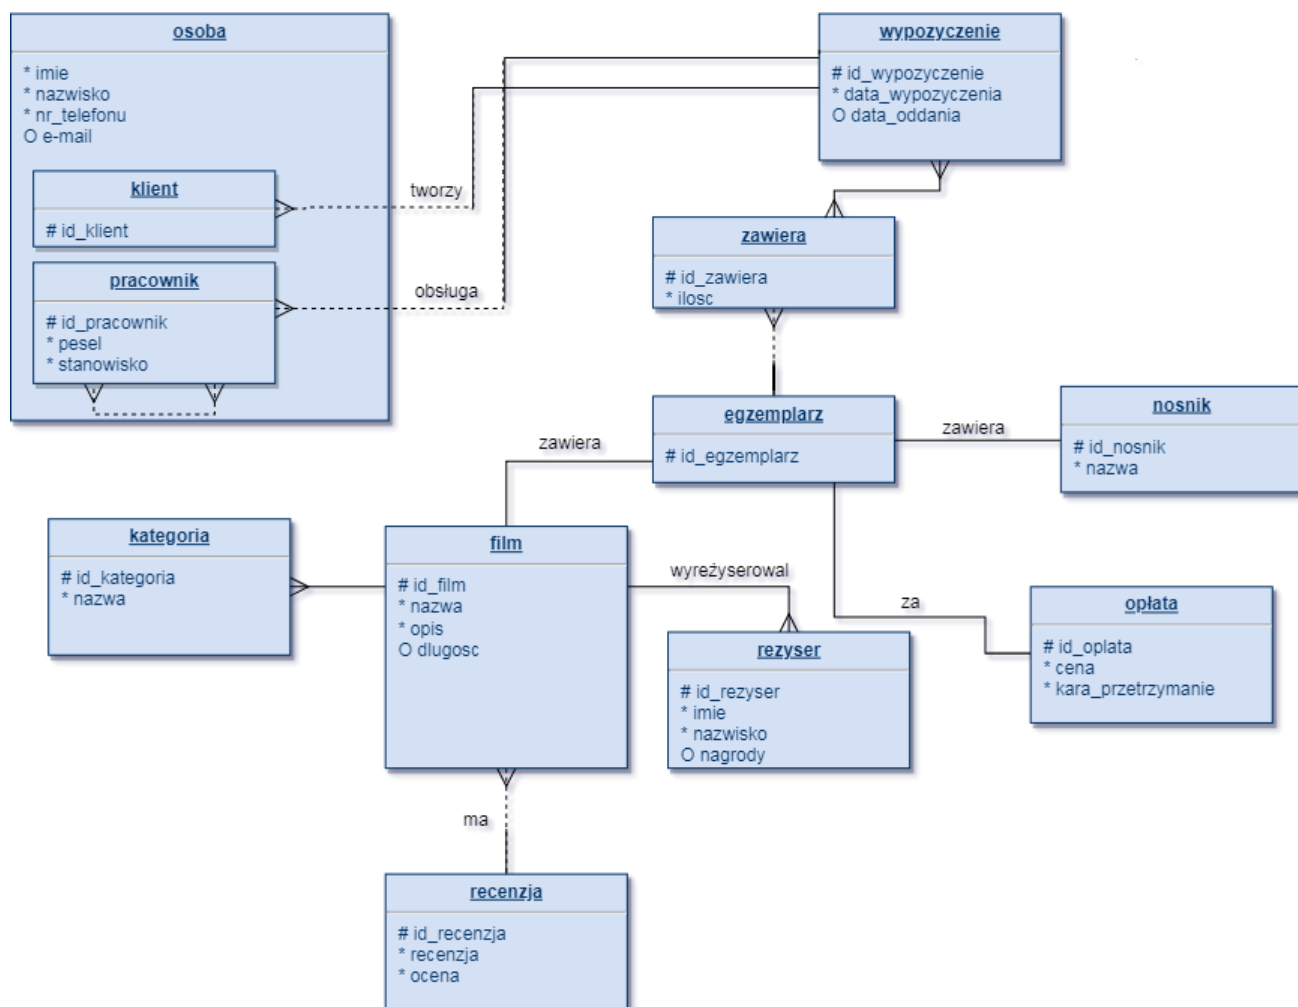 osoba
* imie
* nazwisko
* nr_telefonu
O e-mail
klient
# id_klient
pracownik
# id_pracownik
* pesel
* stanowisko
tworzy
obsługa
wypozyczenie
# id_wypozyczenie
* data_wypozyczenia
O data_oddania
zawiera
# id_zawiera
* ilosc
egzemplarz
# id_egzemplarz
zawiera
nosnik
# id_nosnik
* nazwa
zawiera
kategoria
# id_kategoria
* nazwa
film
# id_film
* nazwa
* opis
O dlugosc
wyreżyserowal
rezyser
# id_rezyser
* imie
* nazwisko
O nagrody
za
opłata
# id_oplata
* cena
* kara_przetrzymanie
ma
recenzja
# id_recenzja
* recenzja
* ocena